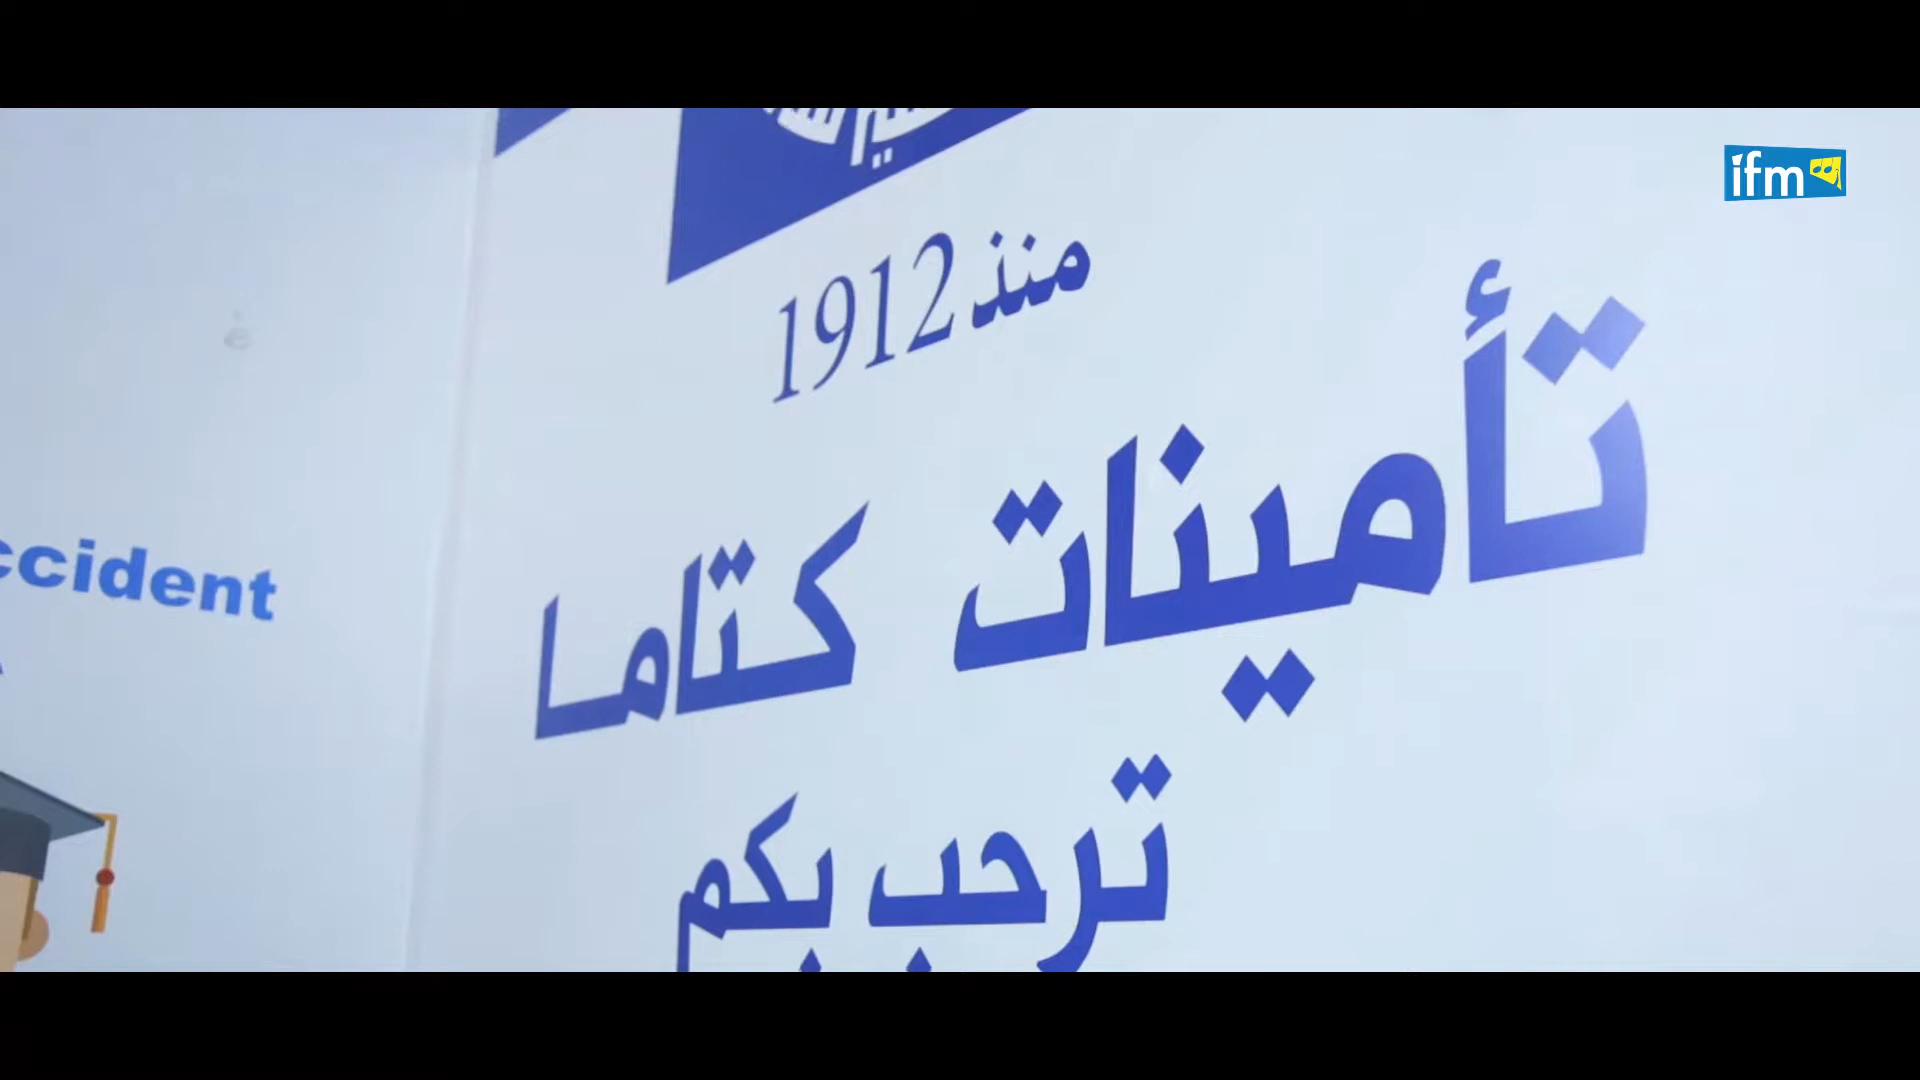 ifm
منذ 1912
تأمينات كتاما
ترحب بكم
ccident